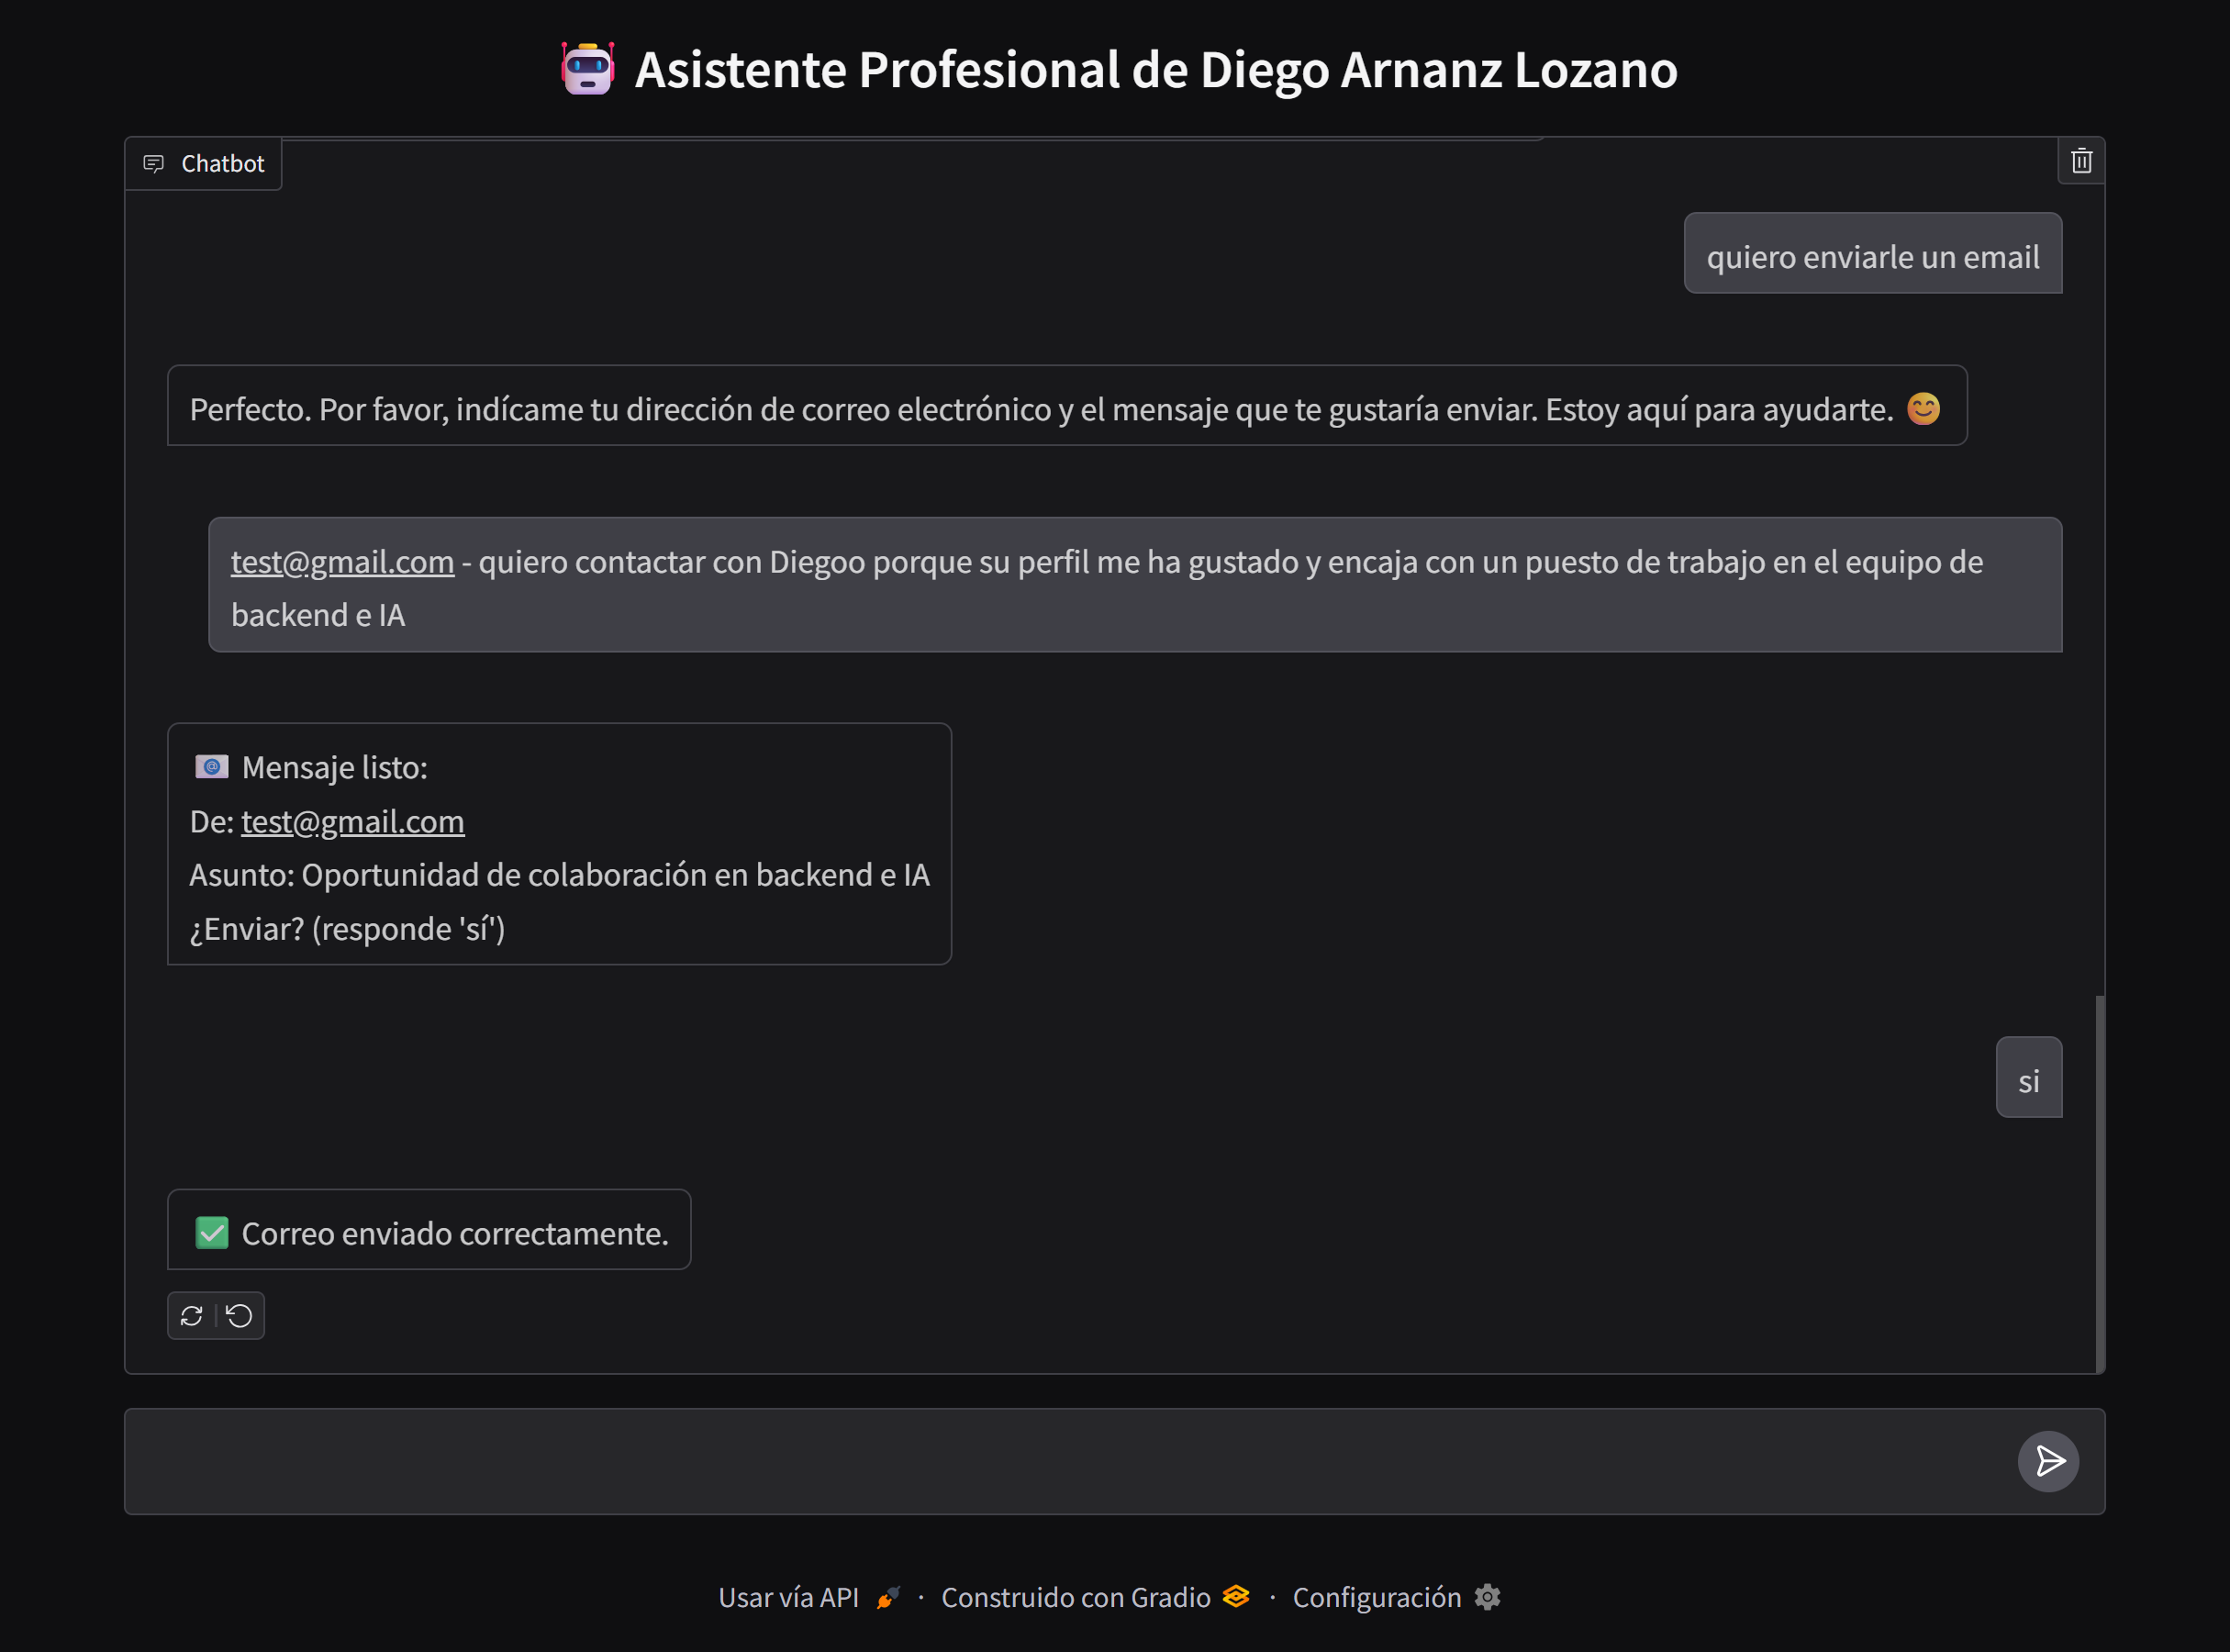 Asistente Profesional de Diego Arnanz Lozano
Chatbot
quiero enviarle un email
Perfecto. Por favor, indícame tu dirección de correo electrónico y el mensaje que te gustaría enviar. Estoy aquí para ayudarte. 😊
test@gmail.com - quiero contactar con Diegoo porque su perfil me ha gustado y encaja con un puesto de trabajo en el equipo de
backend e IA
📧 Mensaje listo:
De: test@gmail.com
Asunto: Oportunidad de colaboración en backend e IA
¿Enviar? (responde 'sí')
si
✅ Correo enviado correctamente.
Usar vía API · Construido con Gradio · Configuración